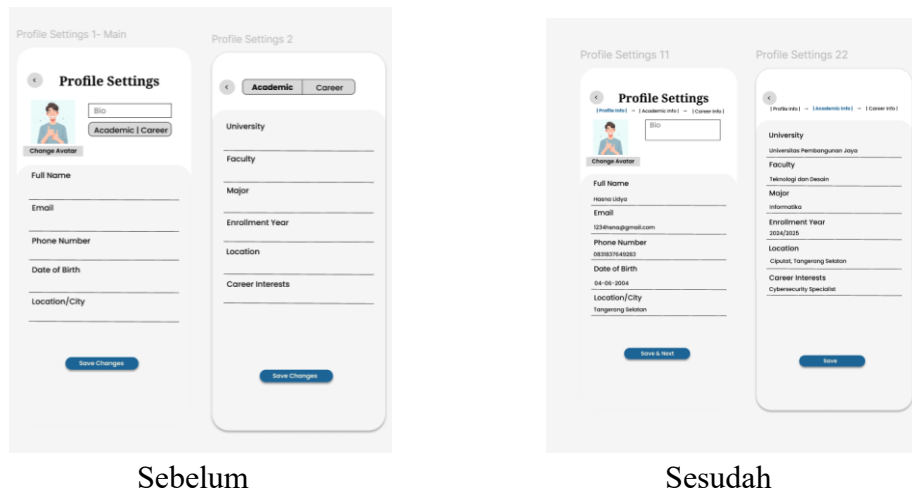 Profile Settings 1- Main
Profile Settings
Bio
Academic | Career
Change Avatar
Full Name
Email
Phone Number
Date of Birth
Location/City
Save Changes
Profile Settings 2
Academic Career
University
Faculty
Major
Enrollment Year
Location
Career Interests
Save Changes
Sebelum
Profile Settings 11
Profile Settings
| Profile Info | → | Academic Info | → | Career Info |
Bio
Change Avatar
Full Name
Hasna Lidya
Email
1234hsna@gmail.com
Phone Number
0831837649283
Date of Birth
04-06-2004
Location/City
Tangerang Selatan
Save & Next
Profile Settings 22
| Profile Info | → | Academic Info | → | Career Info |
University
Universitas Pembangunan Jaya
Faculty
Teknologi dan Desain
Major
Informatika
Enrollment Year
2024/2025
Location
Ciputat, Tangerang Selatan
Career Interests
Cybersecurity Specialist
Save
Sesudah